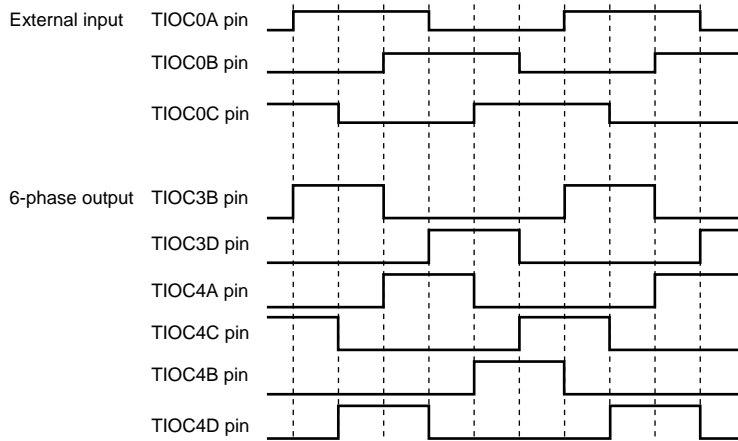 External input TIOC0A pin
TIOC0B pin
TIOC0C pin
6-phase output TIOC3B pin
TIOC3D pin
TIOC4A pin
TIOC4C pin
TIOC4B pin
TIOC4D pin